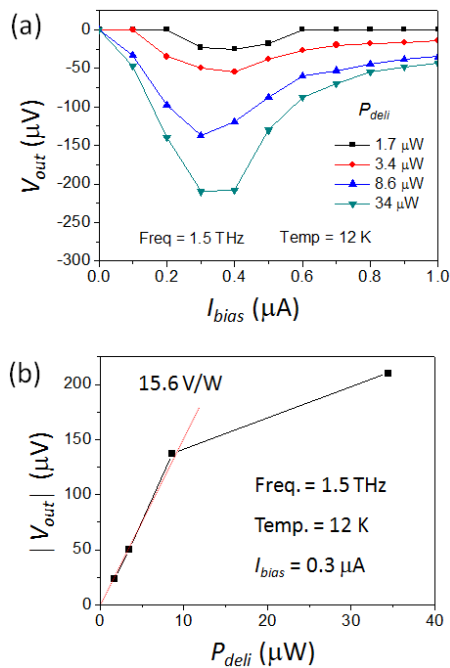 (a)
0
-50
-100
-150
-200
-250
-300
V_out (μV)
P_deli
1.7 μW
3.4 μW
8.6 μW
34 μW
Freq = 1.5 THz Temp = 12 K
0.0 0.2 0.4 0.6 0.8 1.0
I_bias (μA)
(b)
15.6 V/W
200
150
100
50
0
|V_out| (μV)
Freq. = 1.5 THz
Temp. = 12 K
I_bias = 0.3 μA
0 10 20 30 40
P_deli (μW)